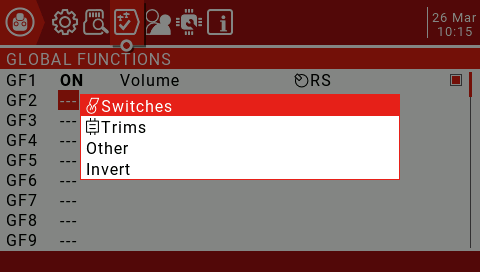 26 Mar
10:15
GLOBAL FUNCTIONS
GF1 ON Volume RS
GF2 ---
Switches
GF3 ---
Trims
GF4 ---
Other
GF5 ---
Invert
GF6 ---
GF7 ---
GF8 ---
GF9 ---